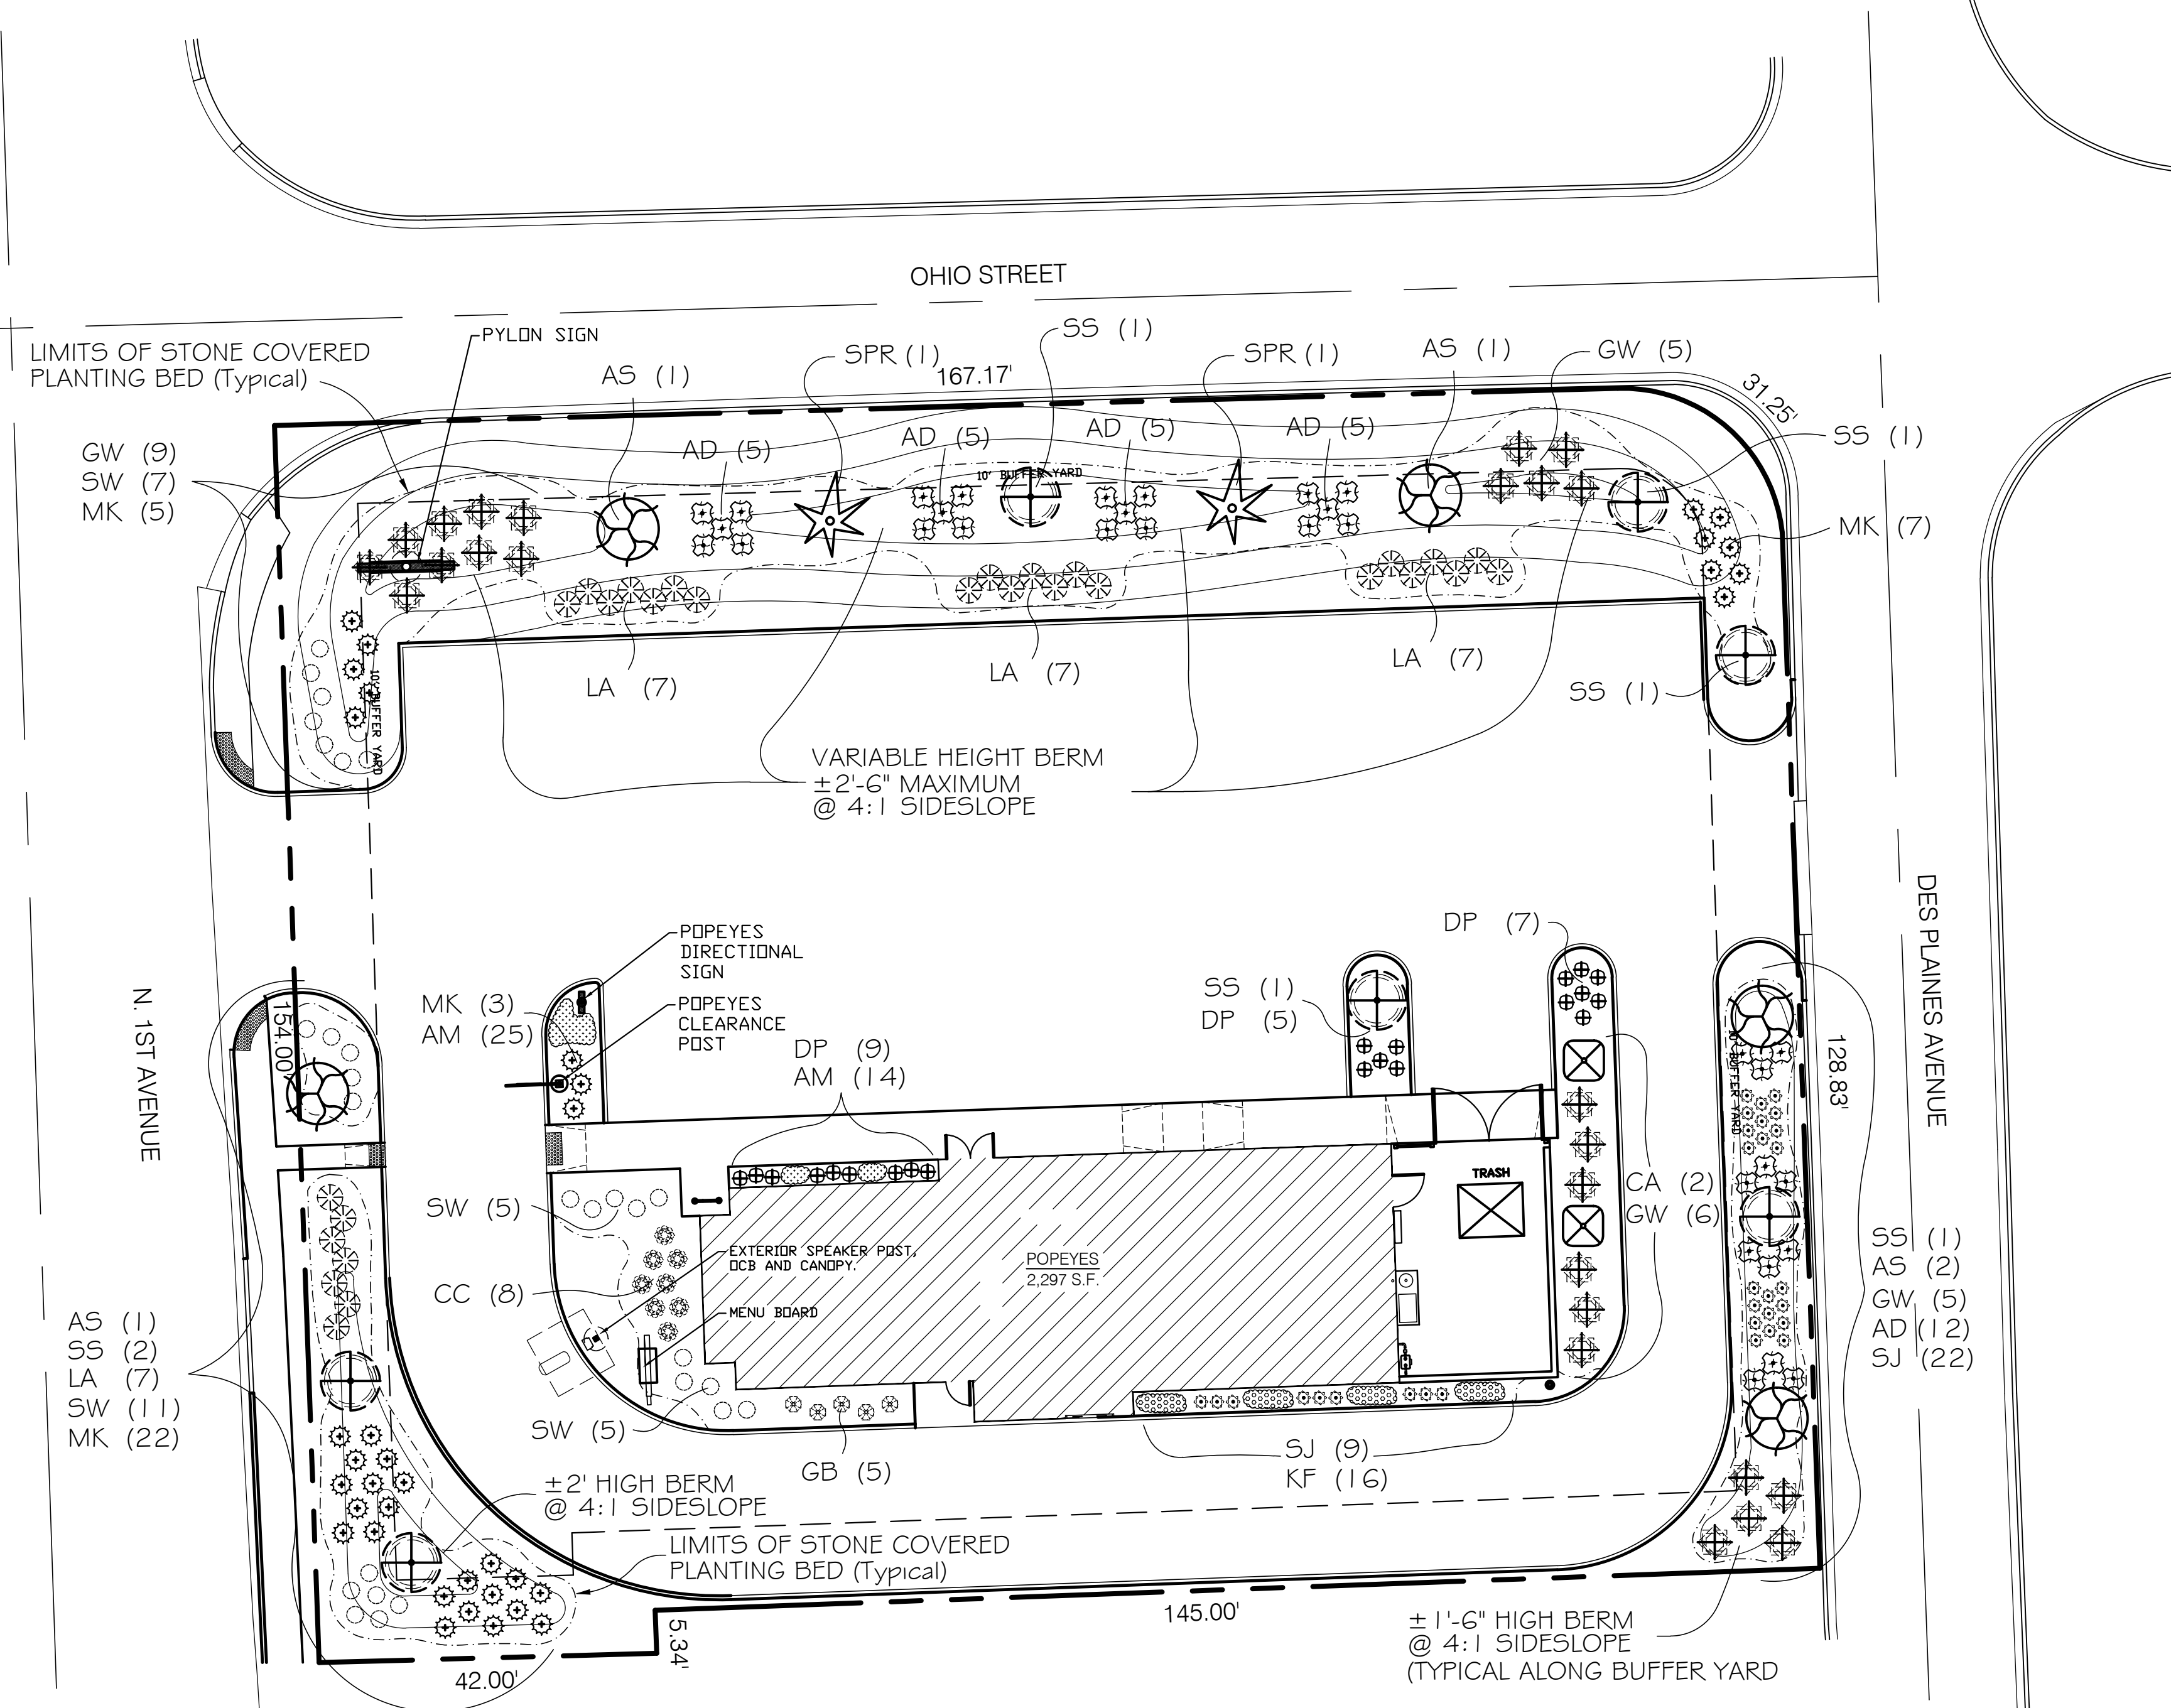 OHIO STREET
PYLON SIGN
LIMITS OF STONE COVERED
PLANTING BED (Typical)
SS (1)
SPR (1)
167.17'
SPR (1)
AS (1)
GW (5)
31.25'
AS (1)
SS (1)
GW (9)
SW (7)
MK (5)
AD (5)
AD (5)
AD (5)
AD (5)
10' BUFFER YARD
MK (7)
LA (7)
LA (7)
LA (7)
SS (1)
10' BUFFER YARD
VARIABLE HEIGHT BERM
±2'-6" MAXIMUM
@ 4:1 SIDESLOPE
POPEYES
DIRECTIONAL
SIGN
POPEYES
CLEARANCE
POST
MK (3)
AM (25)
DP (9)
AM (14)
SS (1)
DP (5)
DP (7)
N. 1ST AVENUE
154.00'
DES PLAINES AVENUE
128.83'
10' BUFFER YARD
TRASH
CA (2)
GW (6)
SW (5)
EXTERIOR SPEAKER POST,
OCB AND CANOPY.
CC (8)
MENU BOARD
POPEYES
2,297 S.F.
SS (1)
AS (2)
GW (5)
AD (12)
SJ (22)
AS (1)
SS (2)
LA (7)
SW (11)
MK (22)
SW (5)
GB (5)
SJ (9)
KF (16)
±2' HIGH BERM
@ 4:1 SIDESLOPE
LIMITS OF STONE COVERED
PLANTING BED (Typical)
145.00'
5.34'
42.00'
±1'-6" HIGH BERM
@ 4:1 SIDESLOPE
(TYPICAL ALONG BUFFER YARD